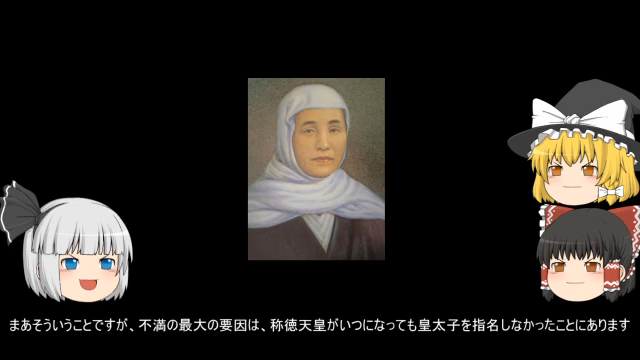 まあそういうことですが、不満の最大の要因は、称徳天皇がいつになっても皇太子を指名しなかったことにあります